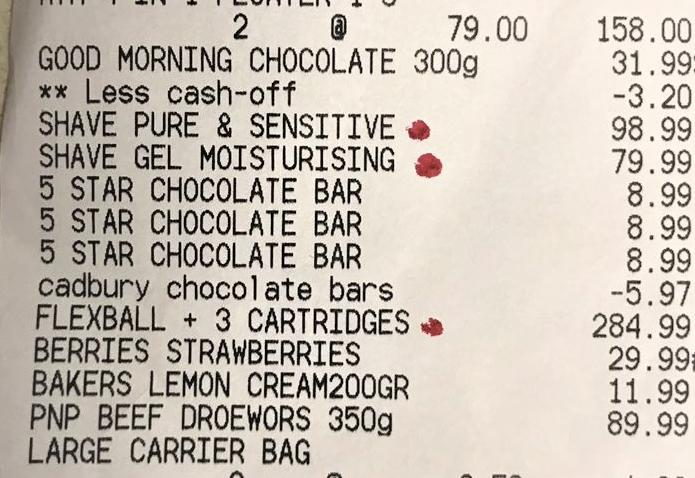 2 @ 79.00 158.00
GOOD MORNING CHOCOLATE 300g 31.99
** Less cash-off -3.20
SHAVE PURE & SENSITIVE 98.99
SHAVE GEL MOISTURISING 79.99
5 STAR CHOCOLATE BAR 8.99
5 STAR CHOCOLATE BAR 8.99
5 STAR CHOCOLATE BAR 8.99
cadbury chocolate bars -5.97
FLEXBALL + 3 CARTRIDGES 284.99
BERRIES STRAWBERRIES 29.99
BAKERS LEMON CREAM200GR 11.99
PNP BEEF DROEWORS 350g 89.99
LARGE CARRIER BAG